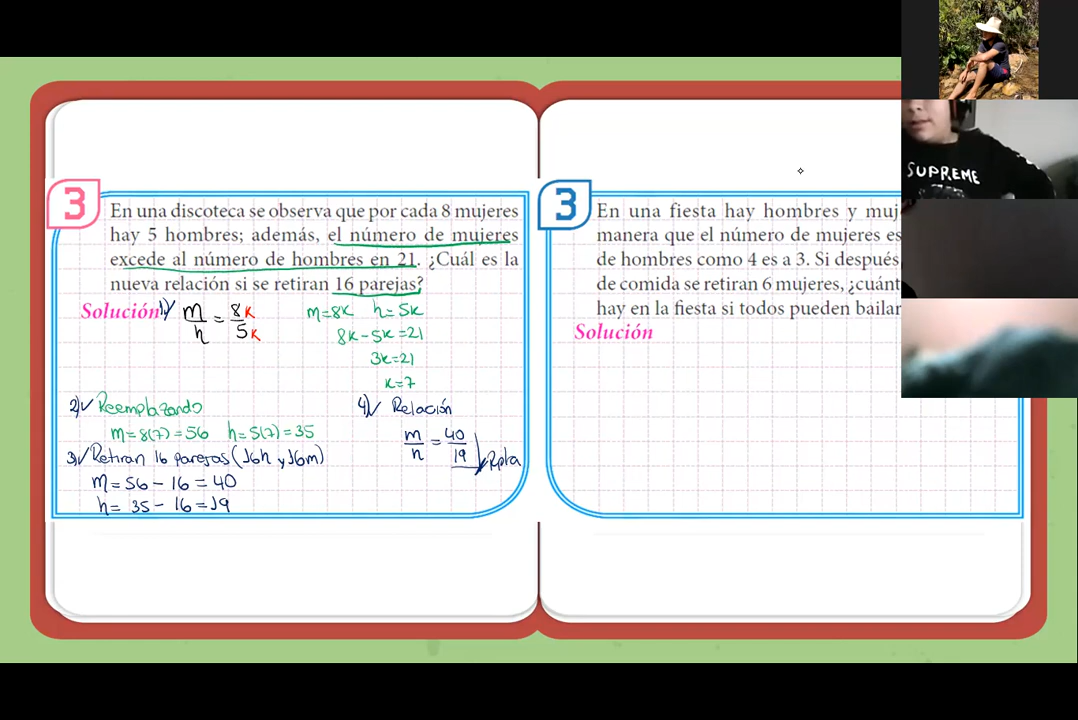 3
En una discoteca se observa que por cada 8 mujeres
hay 5 hombres; además, el número de mujeres
excede al número de hombres en 21. ¿Cuál es la
nueva relación si se retiran 16 parejas?
Solución 1) m/h = 8K/5K
m=8K h=5K
8K-5K=21
3K=21
K=7
2) Reemplazando
m=8(7)=56 h=5(7)=35
3) Retiran 16 parejas (16h y 16m)
m=56-16=40
h=35-16=19
4) Relación
m/h = 40/19 Rpta
3
En una fiesta hay hombres y muj
manera que el número de mujeres es
de hombres como 4 es a 3. Si después
de comida se retiran 6 mujeres, ¿cuánt
hay en la fiesta si todos pueden bailar
Solución
SUPREME